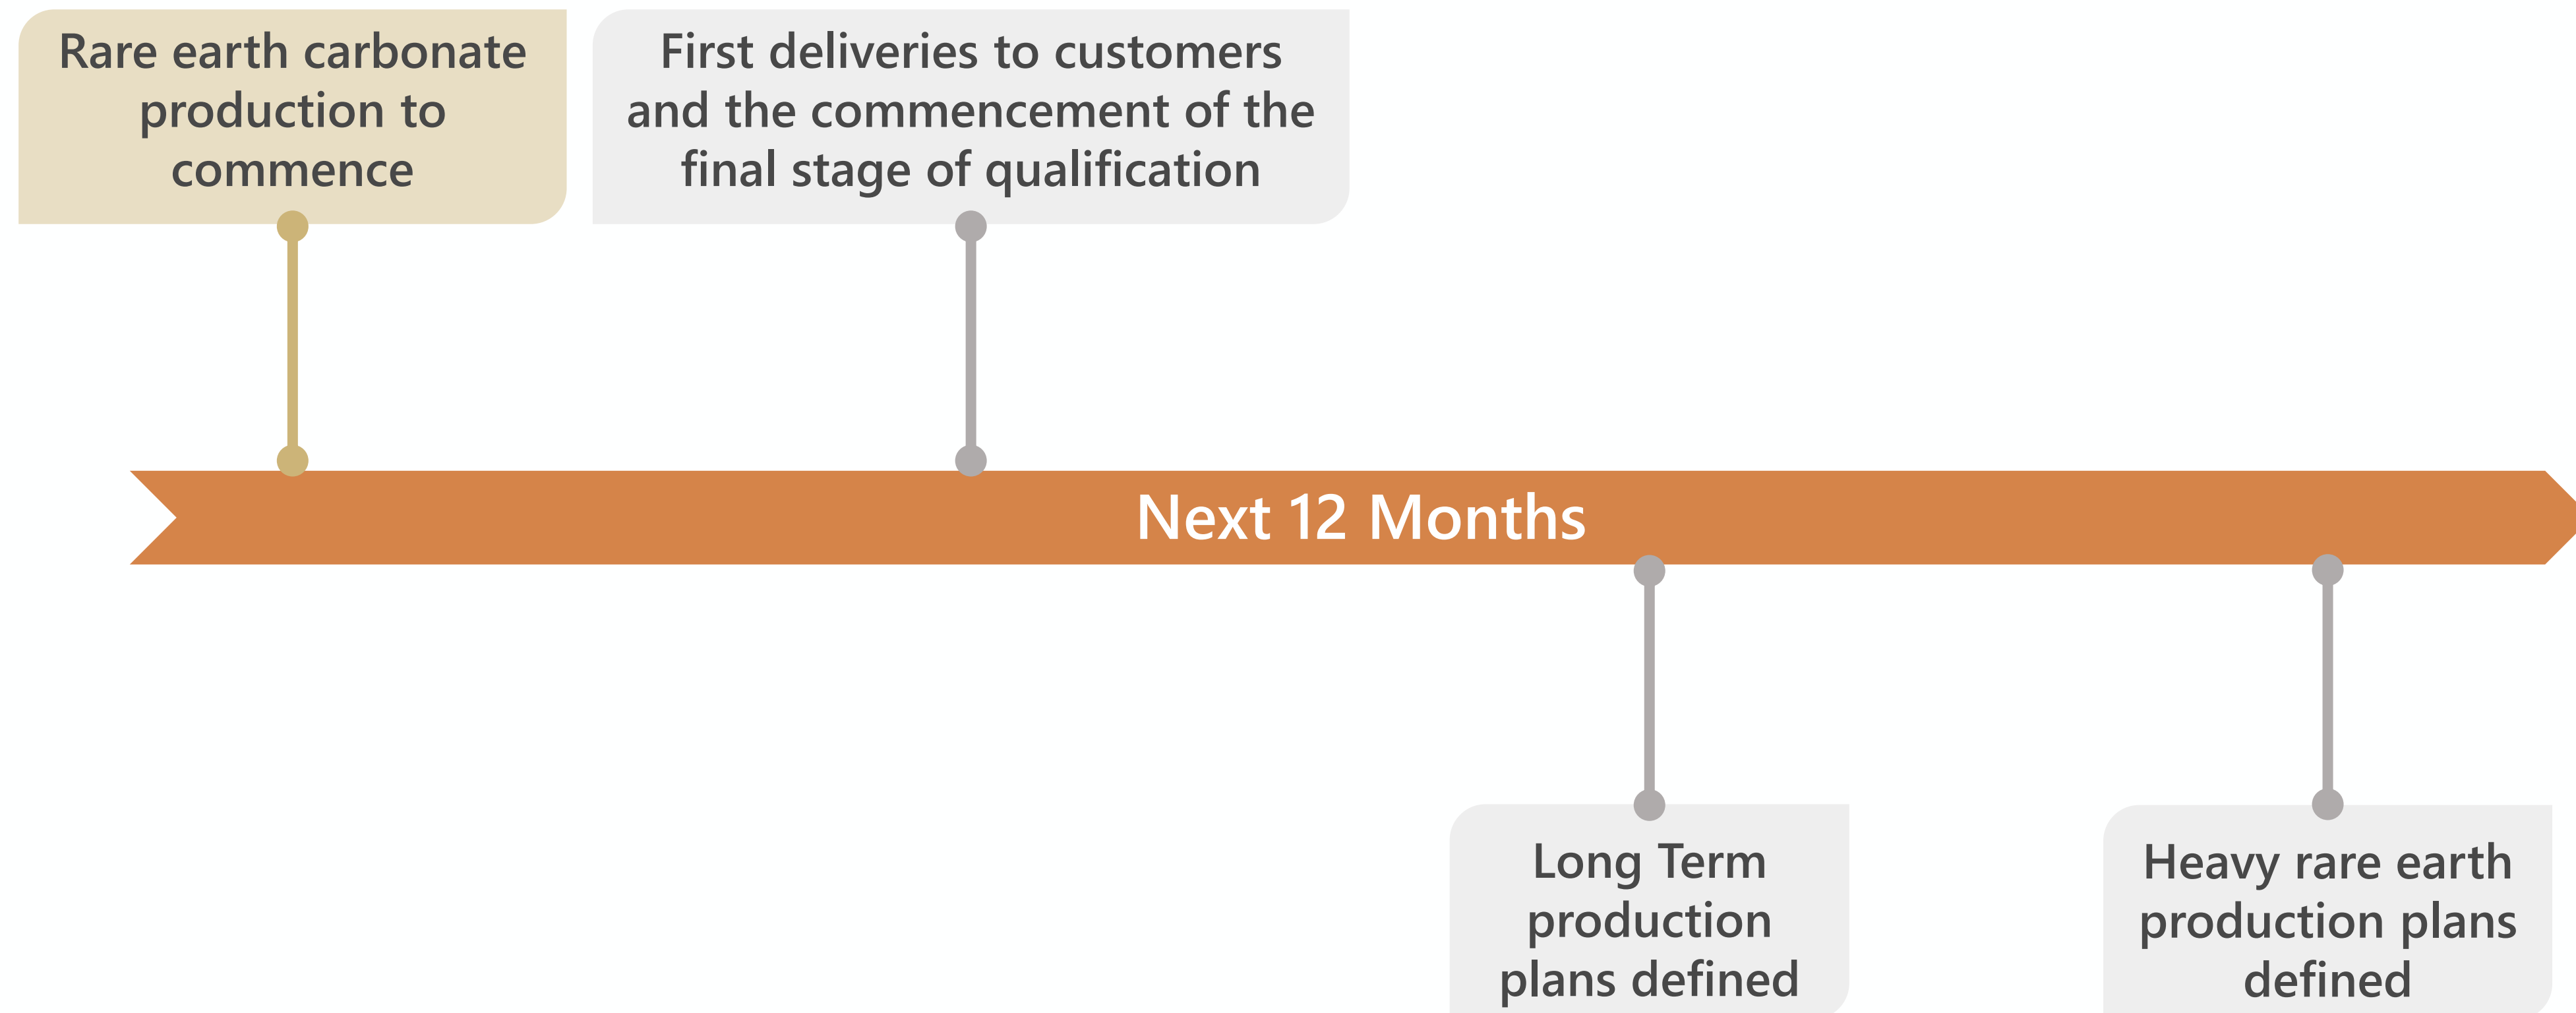 Rare earth carbonate
production to
commence
First deliveries to customers
and the commencement of the
final stage of qualification
Next 12 Months
Long Term
production
plans defined
Heavy rare earth
production plans
defined